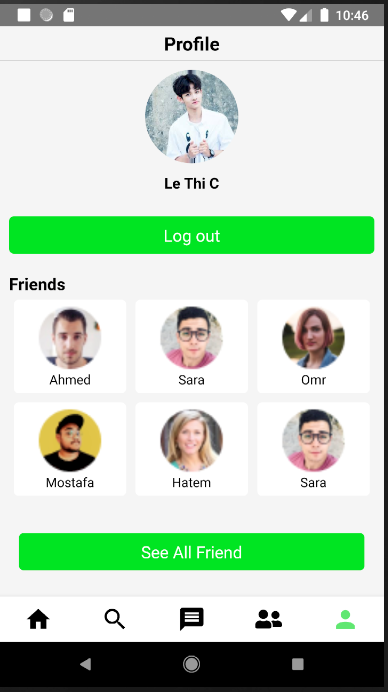 10:46
Profile
Le Thi C
Log out
Friends
Ahmed
Sara
Omr
Mostafa
Hatem
Sara
See All Friend